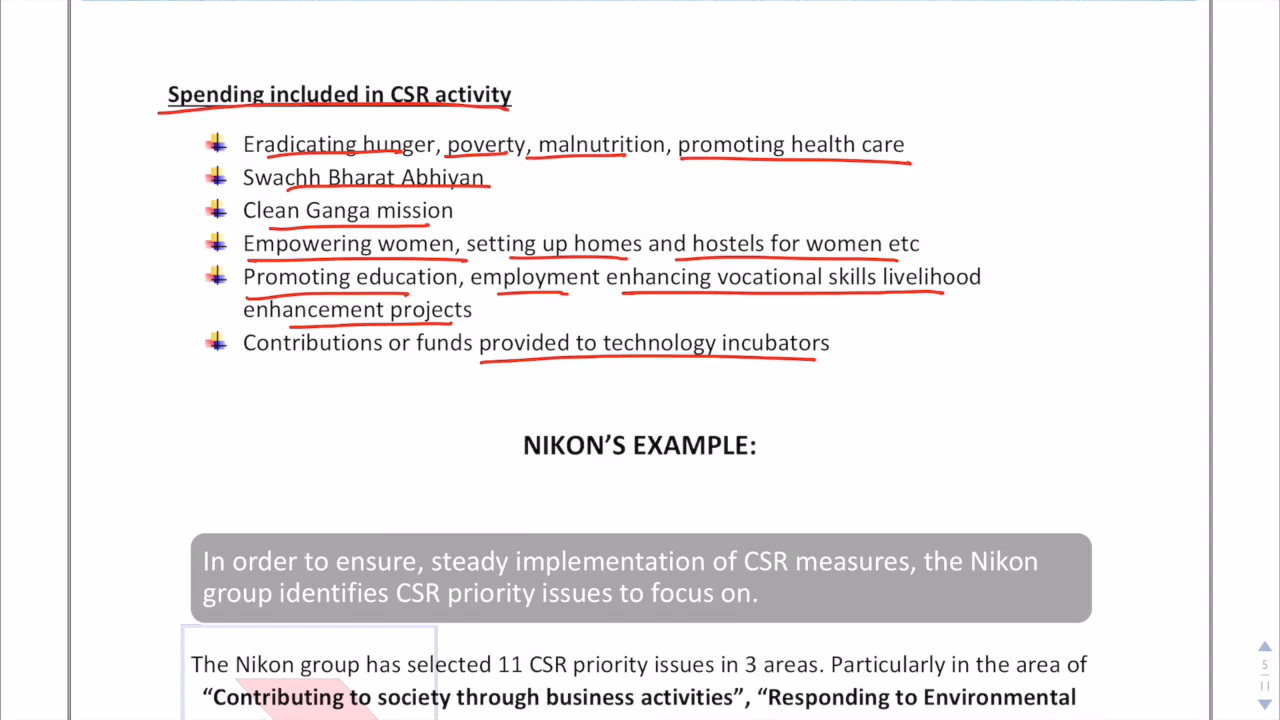 Spending included in CSR activity
Eradicating hunger, poverty, malnutrition, promoting health care
Swachh Bharat Abhiyan
Clean Ganga mission
Empowering women, setting up homes and hostels for women etc
Promoting education, employment enhancing vocational skills livelihood
enhancement projects
Contributions or funds provided to technology incubators
NIKON’S EXAMPLE:
In order to ensure, steady implementation of CSR measures, the Nikon
group identifies CSR priority issues to focus on.
The Nikon group has selected 11 CSR priority issues in 3 areas. Particularly in the area of
“Contributing to society through business activities”, “Responding to Environmental
5
11